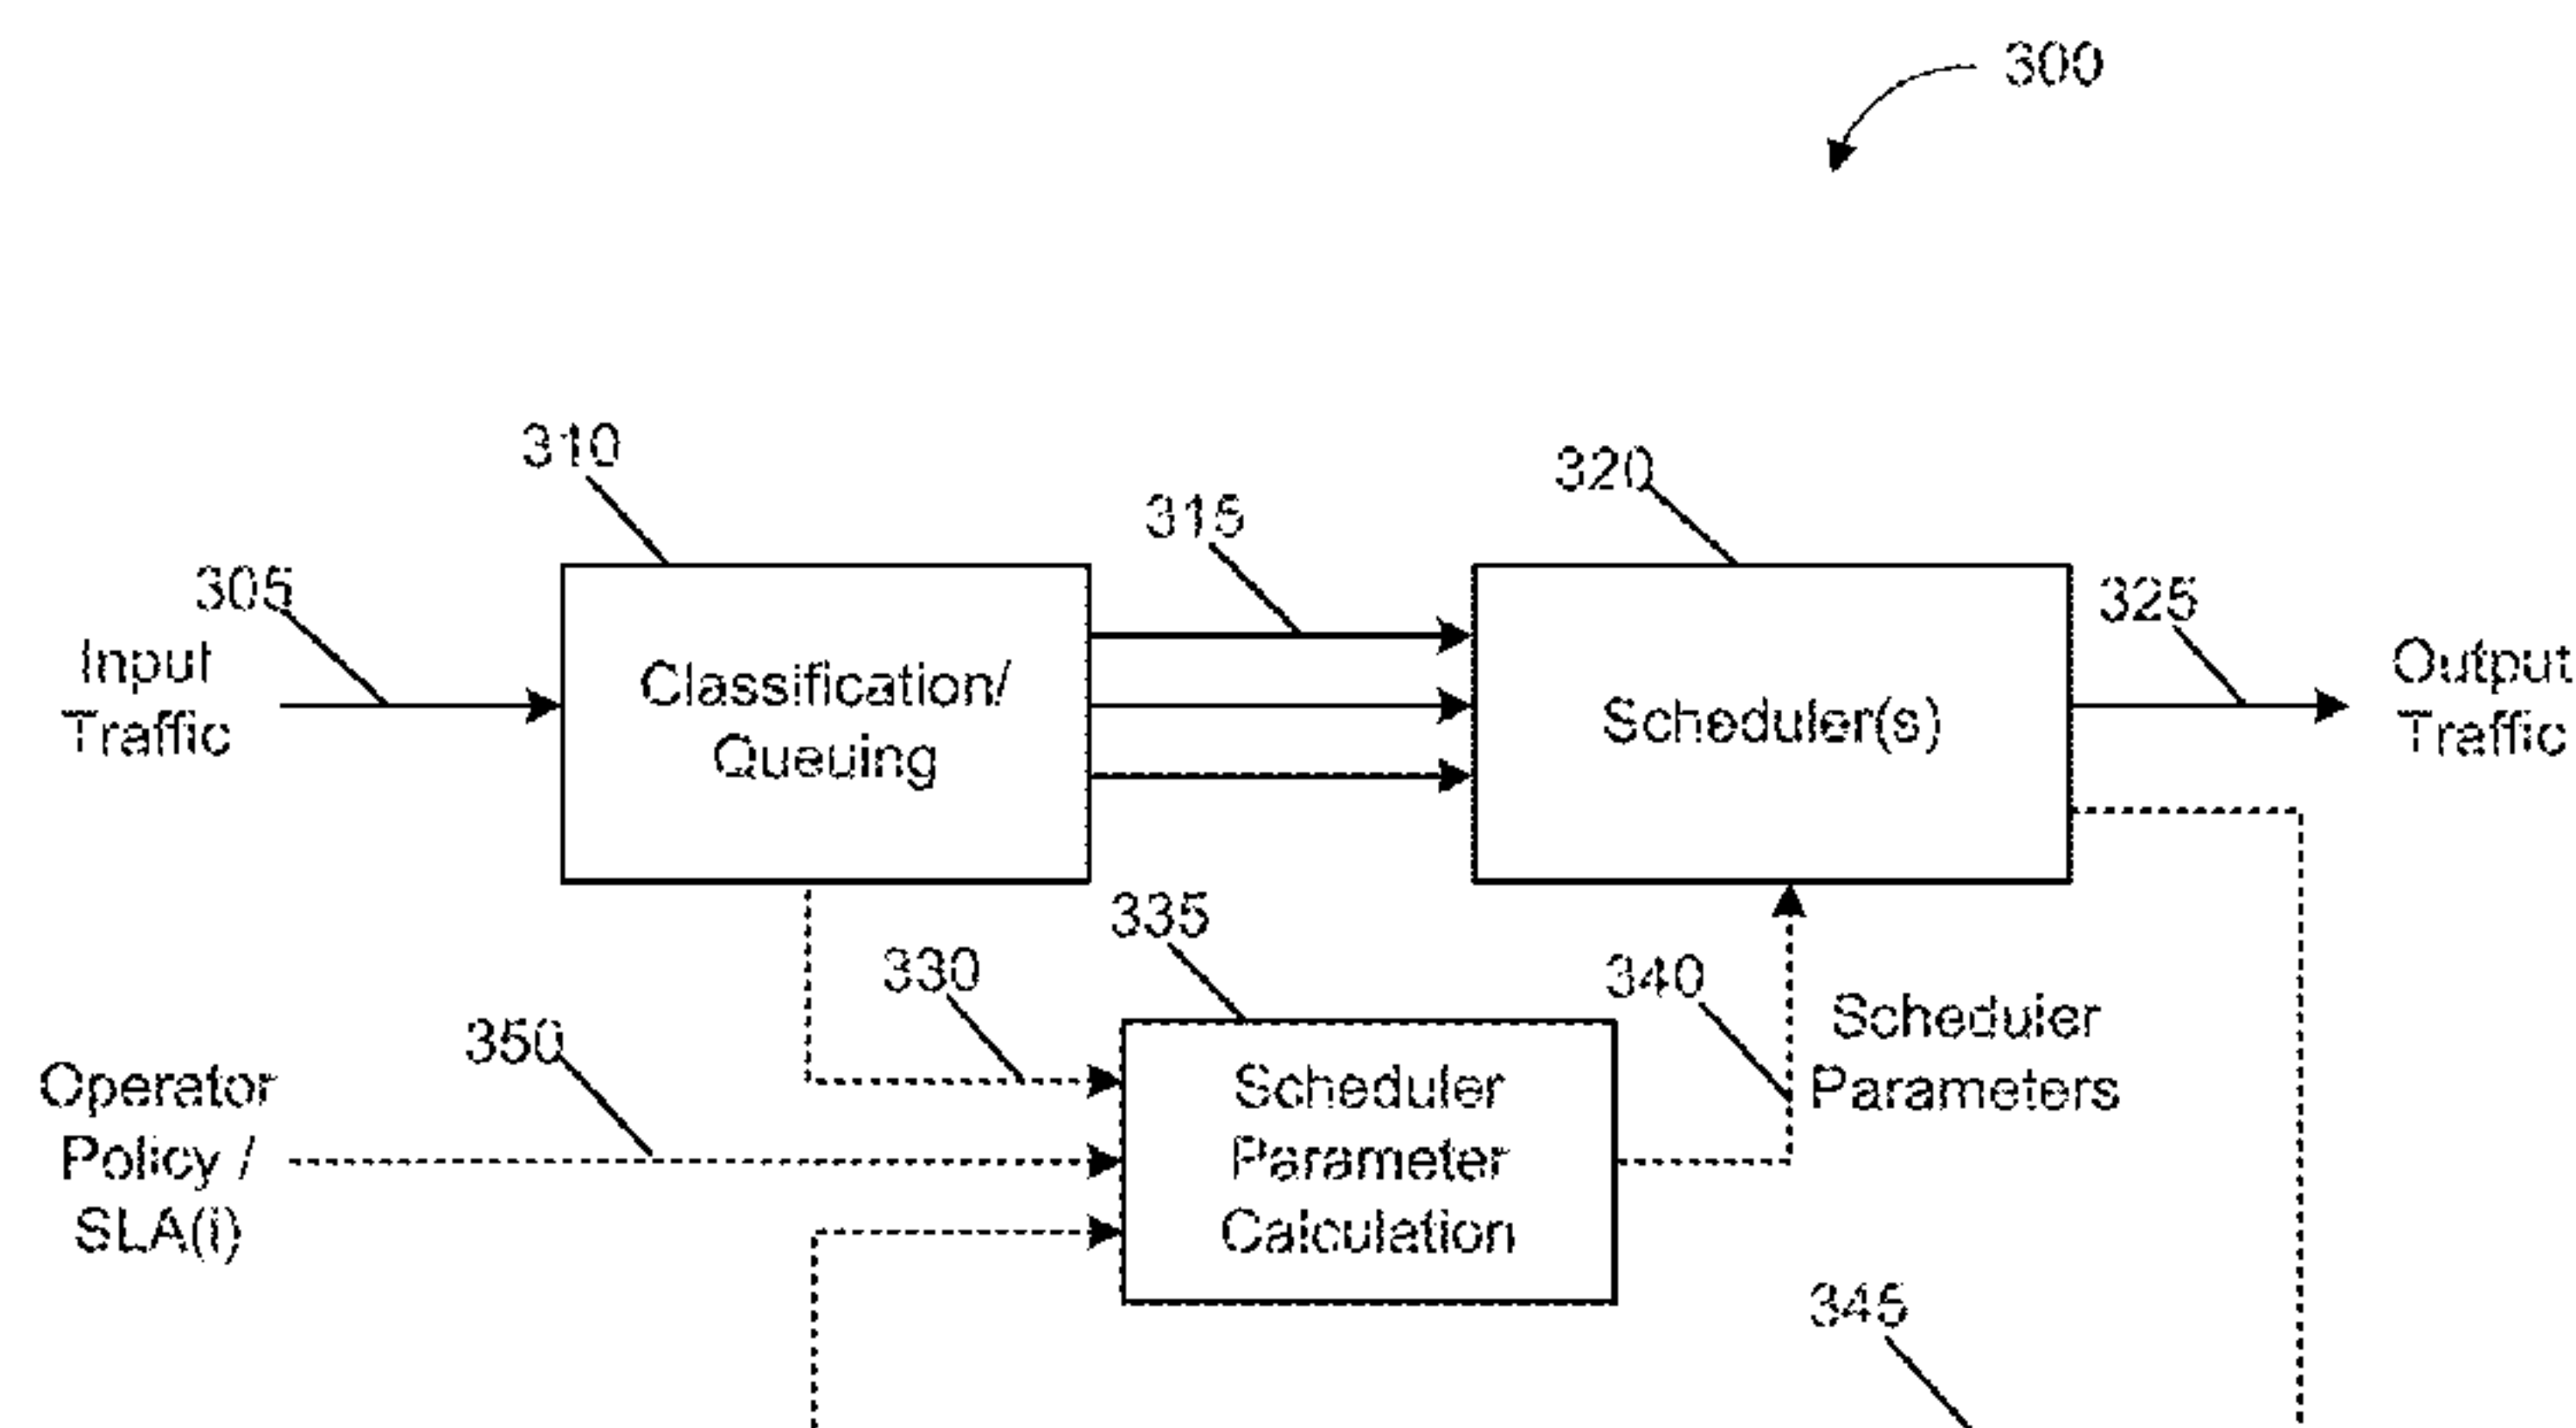 300
310
315
320
305
325
Input
Traffic
Classification/
Queuing
Scheduler(s)
Output
Traffic
330
335
340
350
Operator
Policy /
SLA(i)
Scheduler
Parameter
Calculation
Scheduler
Parameters
345